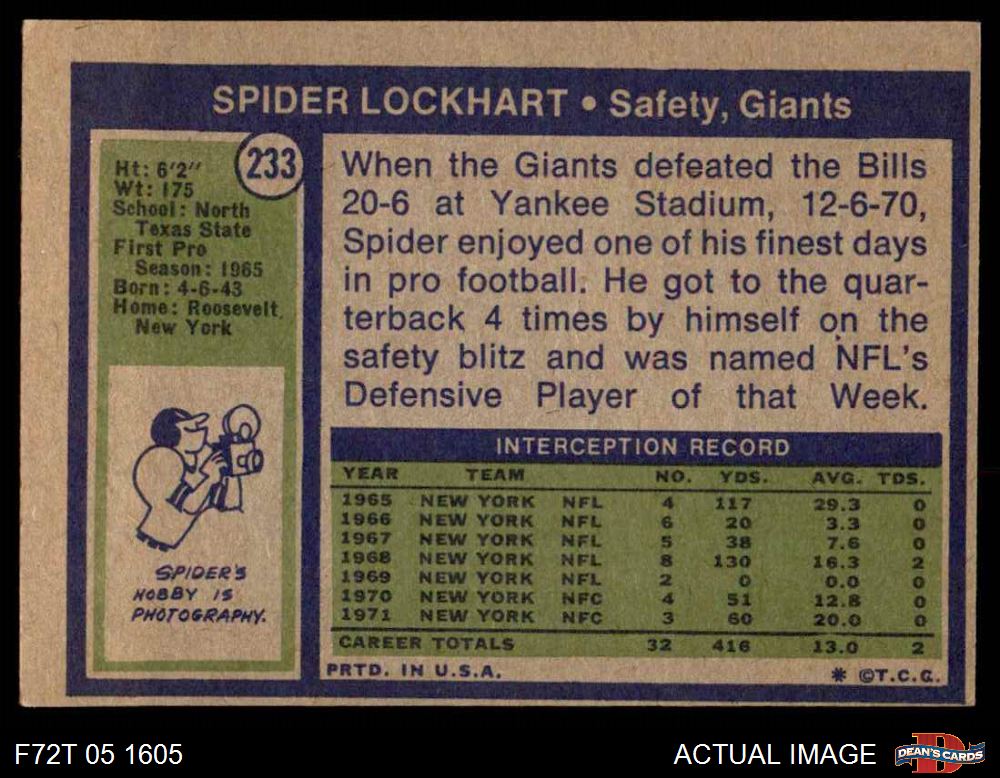 SPIDER LOCKHART • Safety, Giants
233
Ht: 6'2"
Wt: 175
School: North
Texas State
First Pro
Season: 1965
Born: 4-6-43
Home: Roosevelt,
New York
SPIDER'S
HOBBY IS
PHOTOGRAPHY.
When the Giants defeated the Bills
20-6 at Yankee Stadium, 12-6-70,
Spider enjoyed one of his finest days
in pro football. He got to the quar-
terback 4 times by himself on the
safety blitz and was named NFL's
Defensive Player of that Week.
INTERCEPTION RECORD
YEAR TEAM NO. YDS. AVG. TDS.
1965 NEW YORK NFL 4 117 29.3 0
1966 NEW YORK NFL 6 20 3.3 0
1967 NEW YORK NFL 5 38 7.6 0
1968 NEW YORK NFL 8 130 16.3 2
1969 NEW YORK NFL 2 0 0.0 0
1970 NEW YORK NFC 4 51 12.8 0
1971 NEW YORK NFC 3 60 20.0 0
CAREER TOTALS 32 416 13.0 2
PRTD. IN U.S.A. * ©T.C.G.
F72T 05 1605 ACTUAL IMAGE DEAN'S CARDS